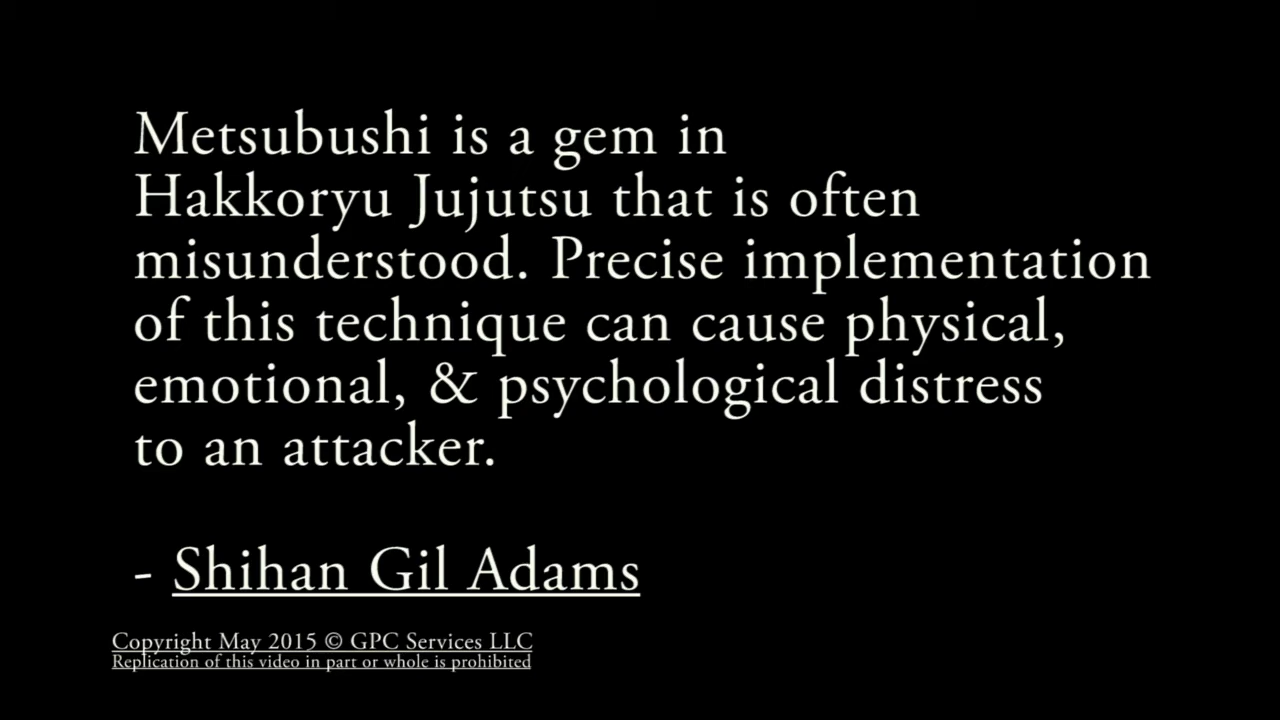 Metsubushi is a gem in
Hakkoryu Jujutsu that is often
misunderstood. Precise implementation
of this technique can cause physical,
emotional, & psychological distress
to an attacker.
- Shihan Gil Adams
Copyright May 2015 © GPC Services LLC
Replication of this video in part or whole is prohibited